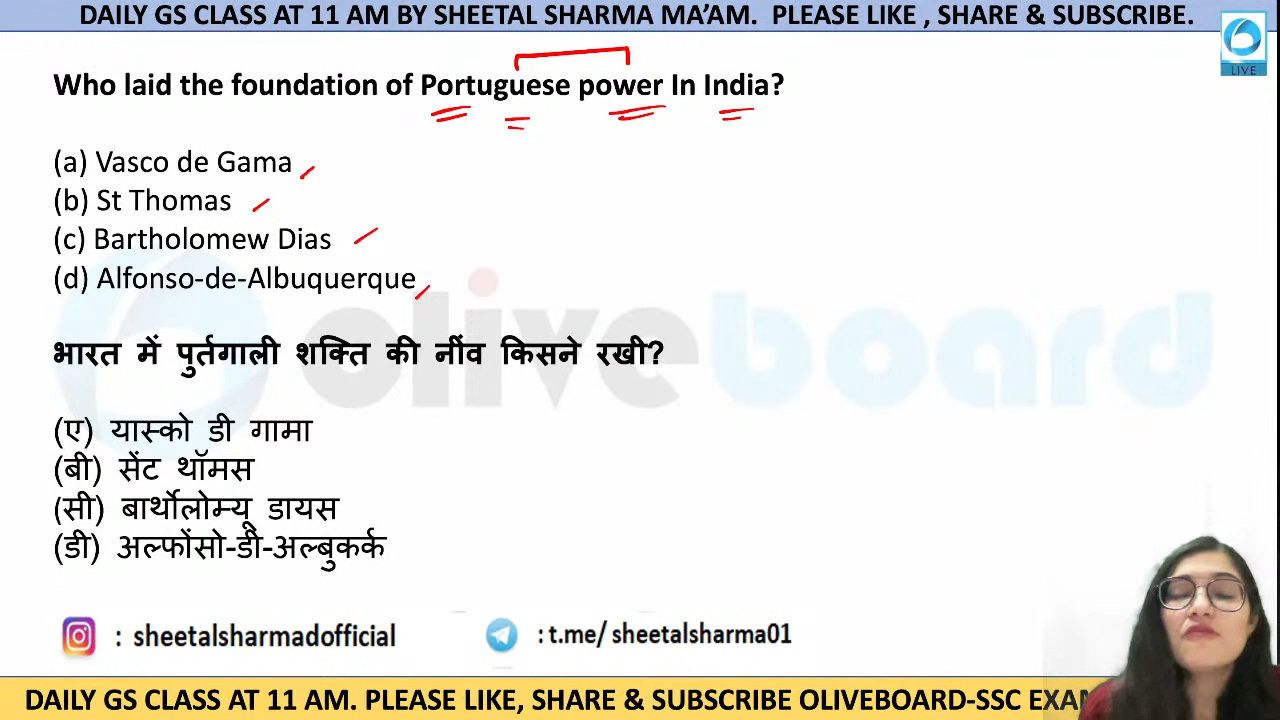 DAILY GS CLASS AT 11 AM BY SHEETAL SHARMA MA’AM. PLEASE LIKE , SHARE & SUBSCRIBE.
LIVE
Who laid the foundation of Portuguese power In India?
(a) Vasco de Gama
(b) St Thomas
(c) Bartholomew Dias
(d) Alfonso-de-Albuquerque
oliveboard
भारत में पुर्तगाली शक्ति की नींव किसने रखी?
(ए) यास्को डी गामा
(बी) सेंट थॉमस
(सी) बार्थोलोम्यू डायस
(डी) अल्फोंसो-डी-अल्बुकर्क
: sheetalsharmadofficial
: t.me/ sheetalsharma01
DAILY GS CLASS AT 11 AM. PLEASE LIKE, SHARE & SUBSCRIBE OLIVEBOARD-SSC